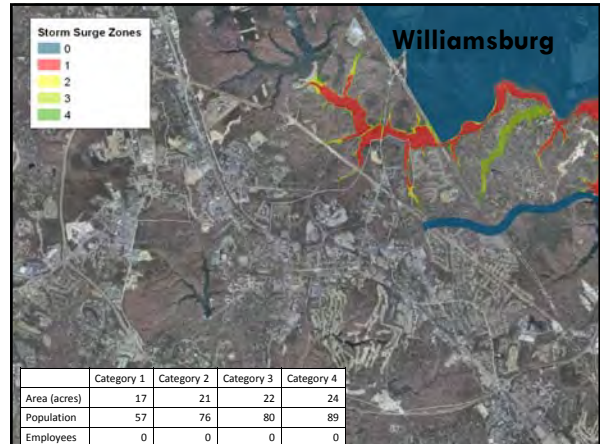 Storm Surge Zones
0
1
2
3
4
Williamsburg
Category 1 Category 2 Category 3 Category 4
Area (acres) 17 21 22 24
Population 57 76 80 89
Employees 0 0 0 0